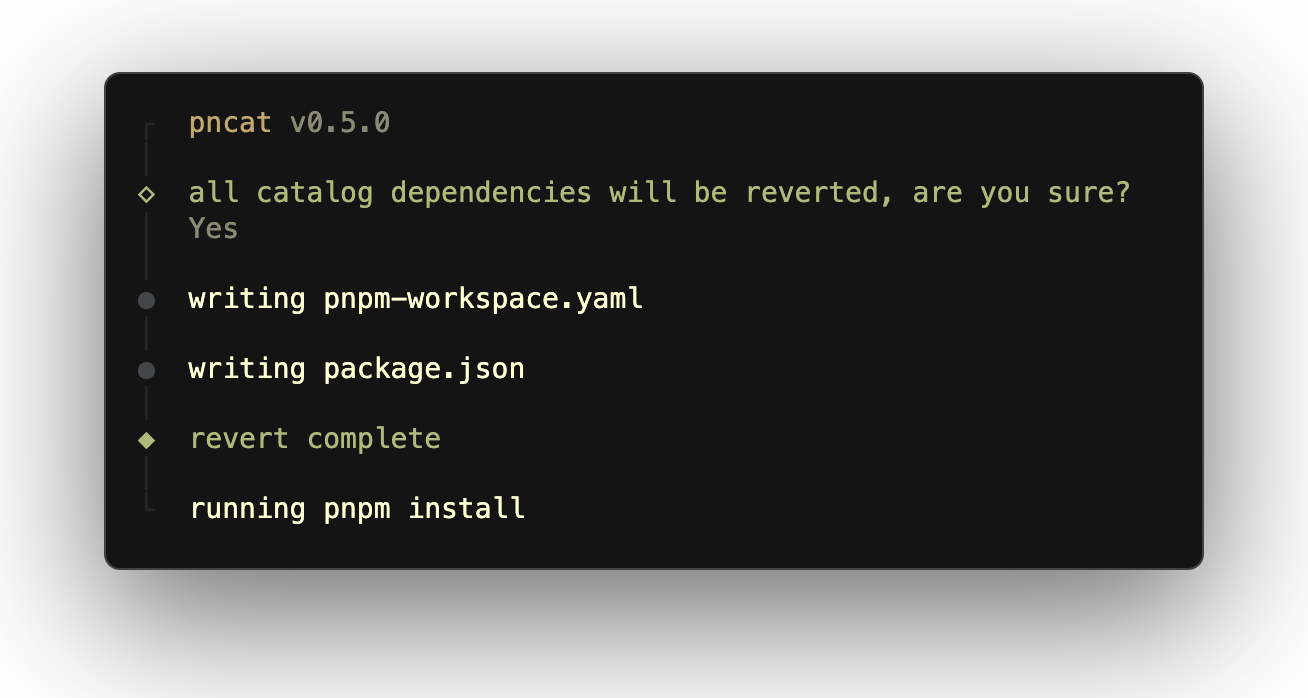 pncat v0.5.0
all catalog dependencies will be reverted, are you sure?
Yes
writing pnpm-workspace.yaml
writing package.json
revert complete
running pnpm install